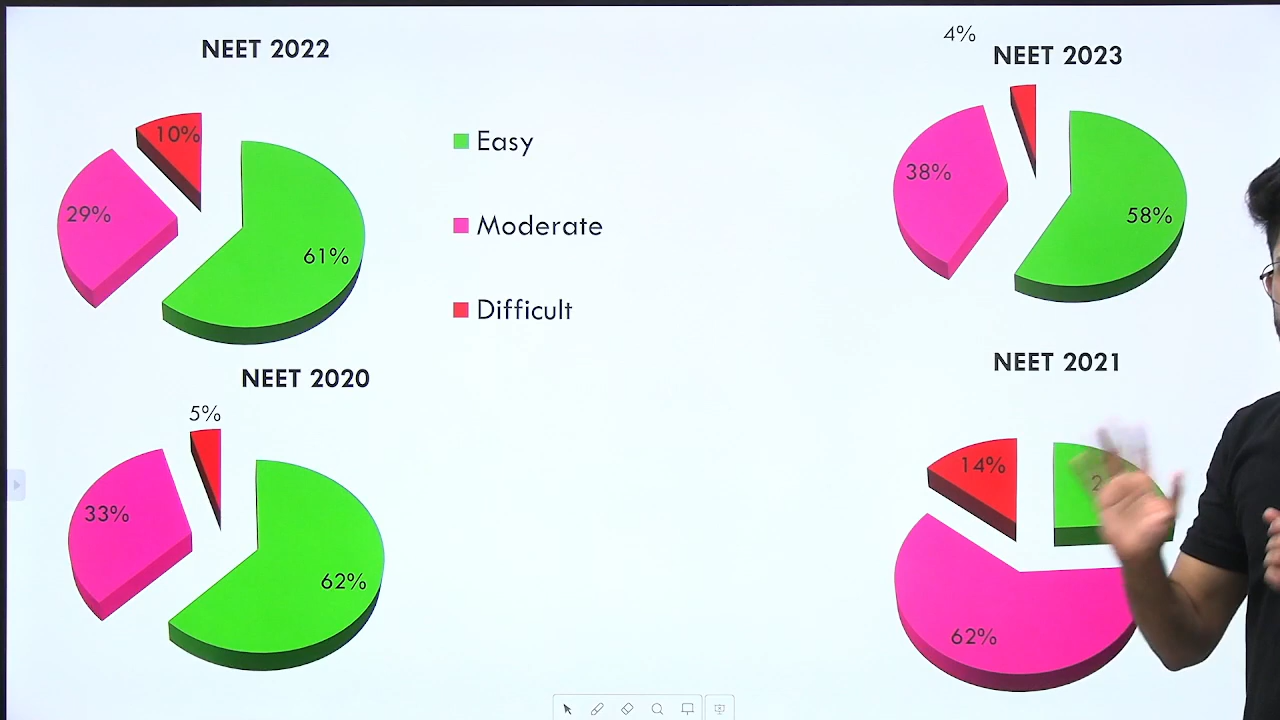 NEET 2022
10%
29%
61%
Easy
Moderate
Difficult
4%
NEET 2023
38%
58%
NEET 2020
5%
33%
62%
NEET 2021
14%
62%